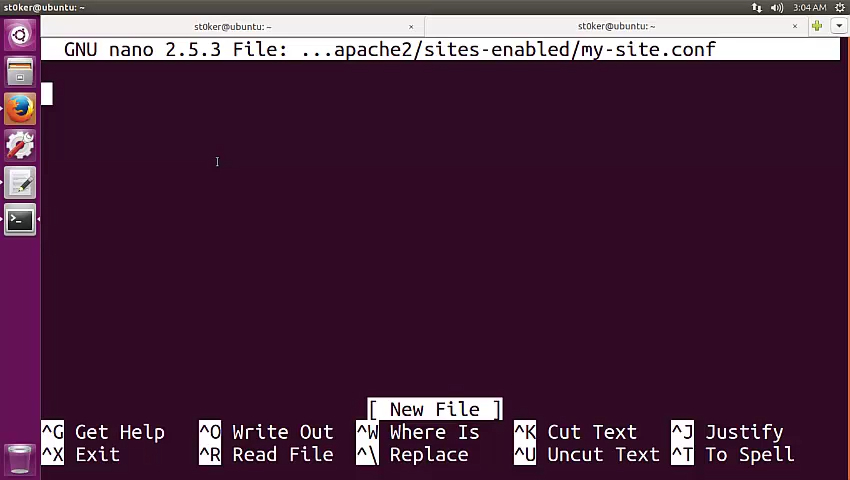 st0ker@ubuntu: ~
3:04 AM
st0ker@ubuntu: ~ × st0ker@ubuntu: ~ ×
GNU nano 2.5.3 File: ...apache2/sites-enabled/my-site.conf
[ New File ]
^G Get Help ^O Write Out ^W Where Is ^K Cut Text ^J Justify
^X Exit ^R Read File ^\ Replace ^U Uncut Text ^T To Spell